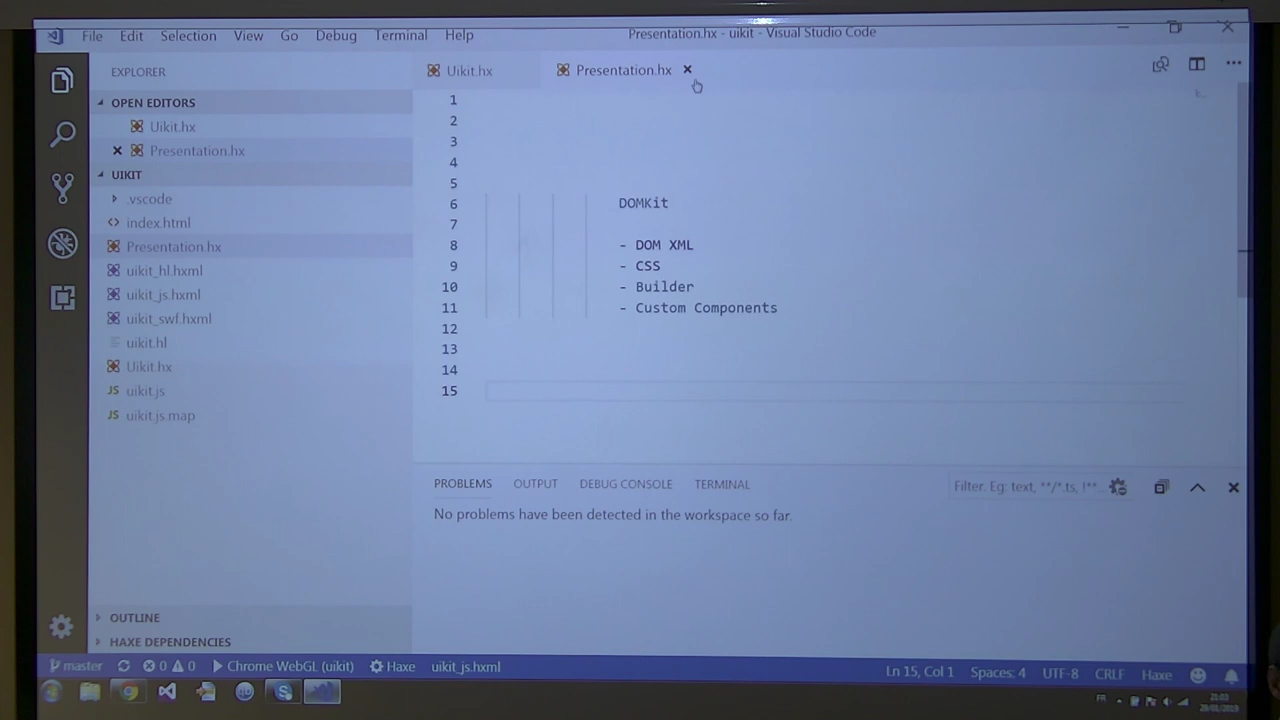 File Edit Selection View Go Debug Terminal Help
Presentation.hx - uikit - Visual Studio Code
EXPLORER
OPEN EDITORS
Uikit.hx
Presentation.hx
UIKIT
.vscode
index.html
Presentation.hx
uikit_hl.hxml
uikit_js.hxml
uikit_swf.hxml
uikit.hl
Uikit.hx
JS uikit.js
JS uikit.js.map
OUTLINE
HAXE DEPENDENCIES
Uikit.hx Presentation.hx
1
2
3
4
5
6 DOMKit
7
8 - DOM XML
9 - CSS
10 - Builder
11 - Custom Components
12
13
14
15
PROBLEMS OUTPUT DEBUG CONSOLE TERMINAL
Filter. Eg: text, **/*.ts, !**...
No problems have been detected in the workspace so far.
master 0 0 Chrome WebGL (uikit) Haxe uikit_js.hxml
Ln 15, Col 1 Spaces: 4 UTF-8 CRLF Haxe
FR
21:03